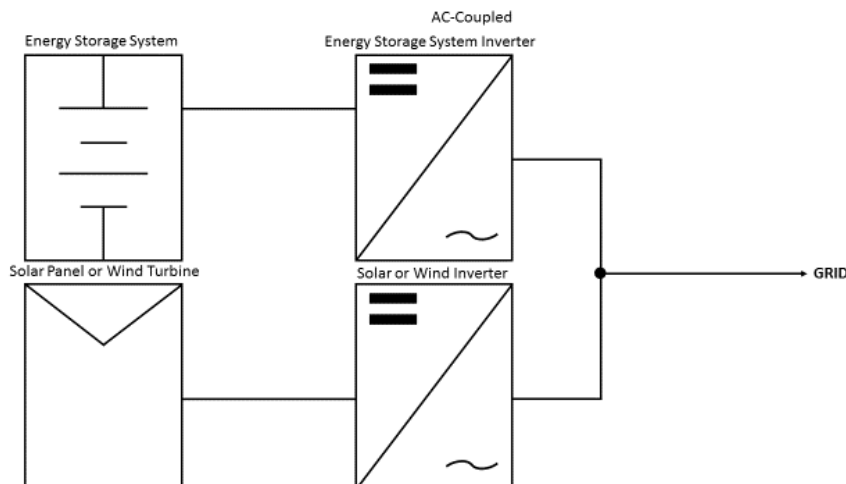 AC-Coupled
Energy Storage System
Energy Storage System Inverter
Solar Panel or Wind Turbine
Solar or Wind Inverter
GRID